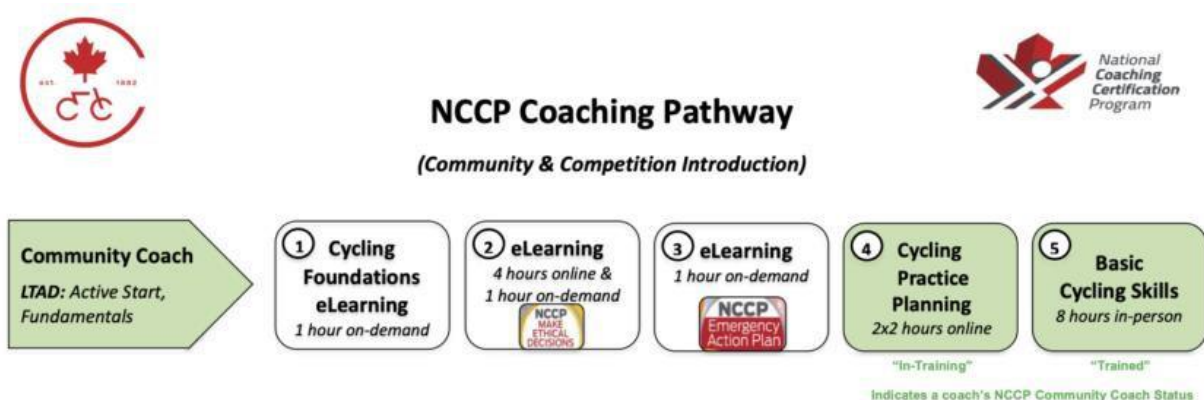 est. 1882
National
Coaching
Certification
Program
NCCP Coaching Pathway
(Community & Competition Introduction)
Community Coach
LTAD: Active Start,
Fundamentals
1 Cycling
Foundations
eLearning
1 hour on-demand
2 eLearning
4 hours online &
1 hour on-demand
NCCP
MAKE
ETHICAL
DECISIONS
3 eLearning
1 hour on-demand
NCCP
Emergency
Action Plan
4 Cycling
Practice
Planning
2x2 hours online
"In-Training"
5 Basic
Cycling Skills
8 hours in-person
"Trained"
Indicates a coach's NCCP Community Coach Status